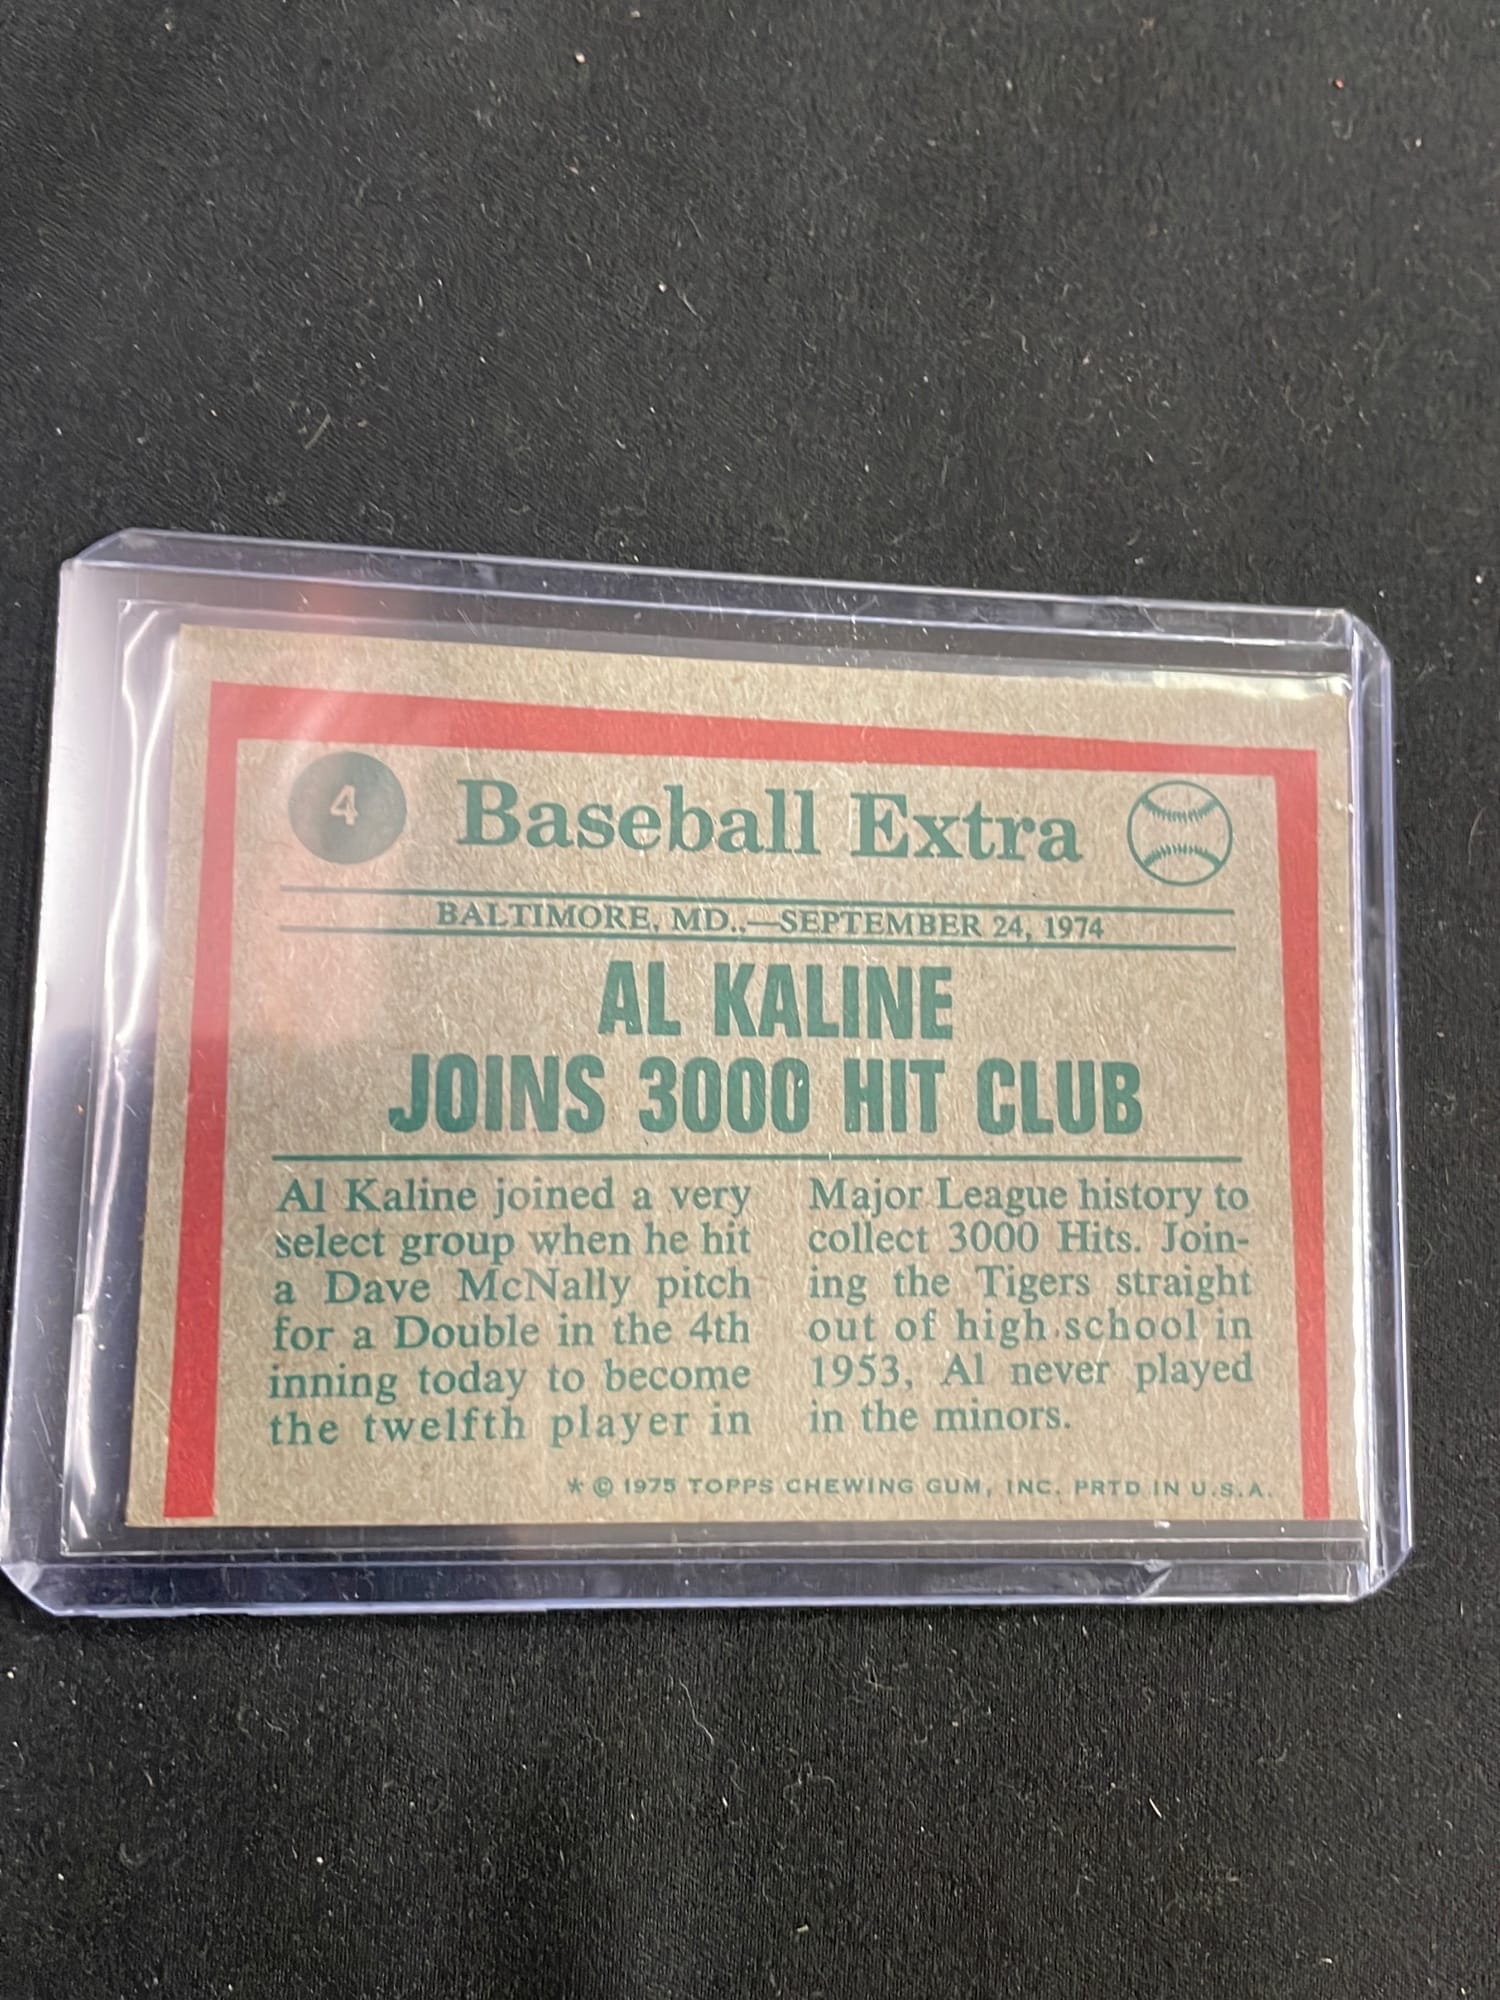 4 Baseball Extra
BALTIMORE, MD.,—SEPTEMBER 24, 1974
AL KALINE
JOINS 3000 HIT CLUB
Al Kaline joined a very
select group when he hit
a Dave McNally pitch
for a Double in the 4th
inning today to become
the twelfth player in
Major League history to
collect 3000 Hits. Join-
ing the Tigers straight
out of high school in
1953, Al never played
in the minors.
* © 1975 TOPPS CHEWING GUM, INC. PRTD IN U.S.A.